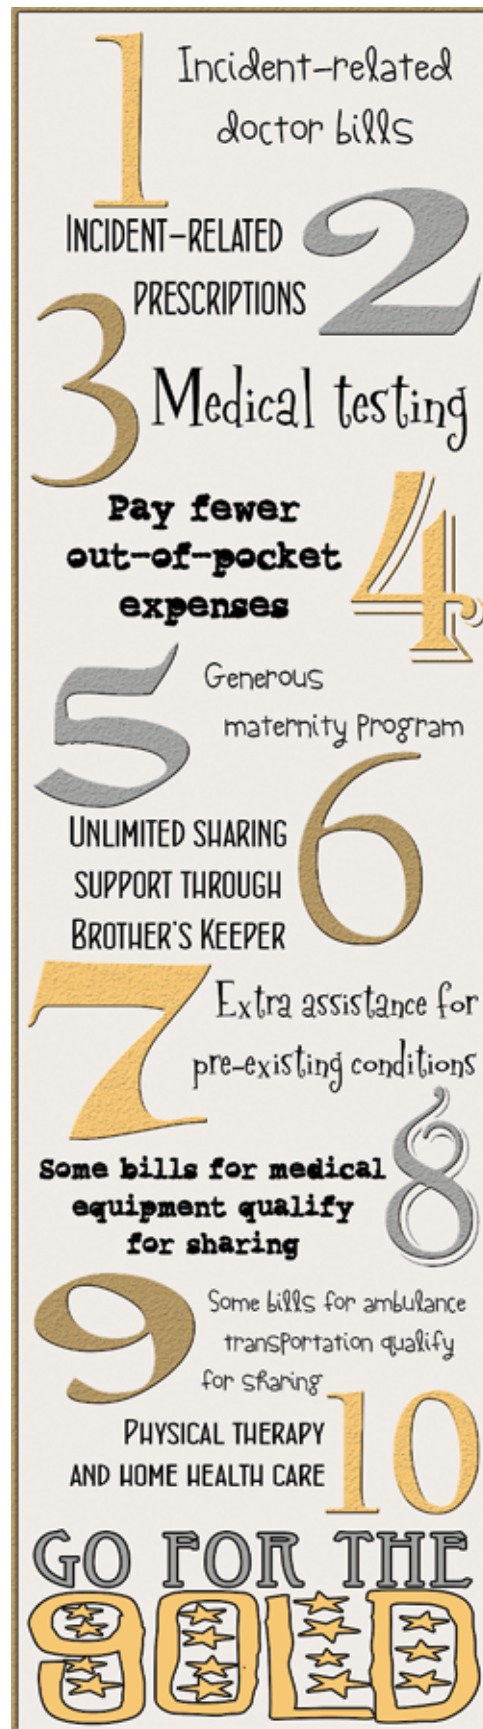 1
Incident-related
doctor bills
2
INCIDENT-RELATED
PRESCRIPTIONS
3
Medical testing
4
Pay fewer
out-of-pocket
expenses
5
Generous
maternity Program
6
UNLIMITED SHARING
SUPPORT THROUGH
BROTHER'S KEEPER
7
Extra assistance for
pre-existing conditions
8
Some bills for medical
equipment qualify
for sharing
9
Some bills for ambulance
transportation qualify
for sharing
10
PHYSICAL THERAPY
AND HOME HEALTH CARE
GO FOR THE
GOLD